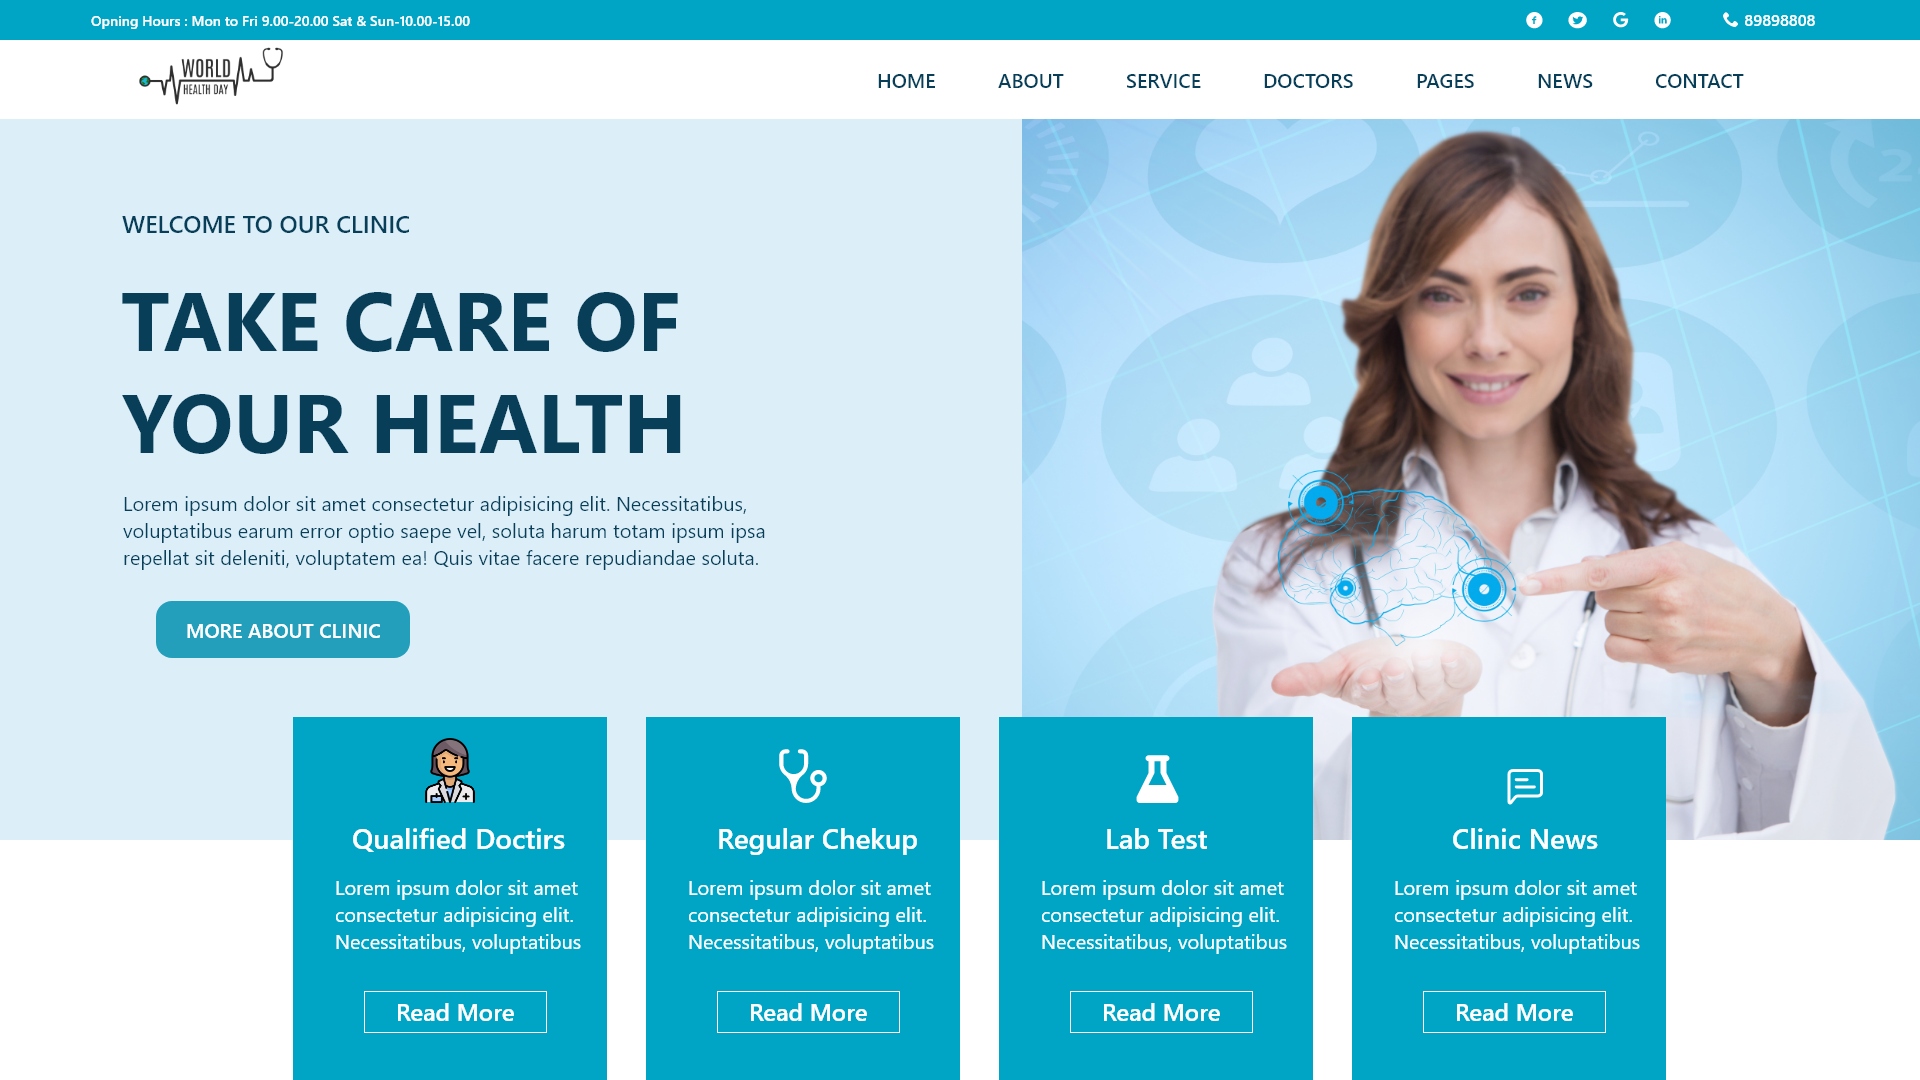 Opning Hours : Mon to Fri 9.00-20.00 Sat & Sun-10.00-15.00
89898808
WORLD
HEALTH DAY
HOME
ABOUT
SERVICE
DOCTORS
PAGES
NEWS
CONTACT
WELCOME TO OUR CLINIC
TAKE CARE OF
YOUR HEALTH
Lorem ipsum dolor sit amet consectetur adipisicing elit. Necessitatibus,
voluptatibus earum error optio saepe vel, soluta harum totam ipsum ipsa
repellat sit deleniti, voluptatem ea! Quis vitae facere repudiandae soluta.
MORE ABOUT CLINIC
Qualified Doctirs
Lorem ipsum dolor sit amet
consectetur adipisicing elit.
Necessitatibus, voluptatibus
Read More
Regular Chekup
Lorem ipsum dolor sit amet
consectetur adipisicing elit.
Necessitatibus, voluptatibus
Read More
Lab Test
Lorem ipsum dolor sit amet
consectetur adipisicing elit.
Necessitatibus, voluptatibus
Read More
Clinic News
Lorem ipsum dolor sit amet
consectetur adipisicing elit.
Necessitatibus, voluptatibus
Read More